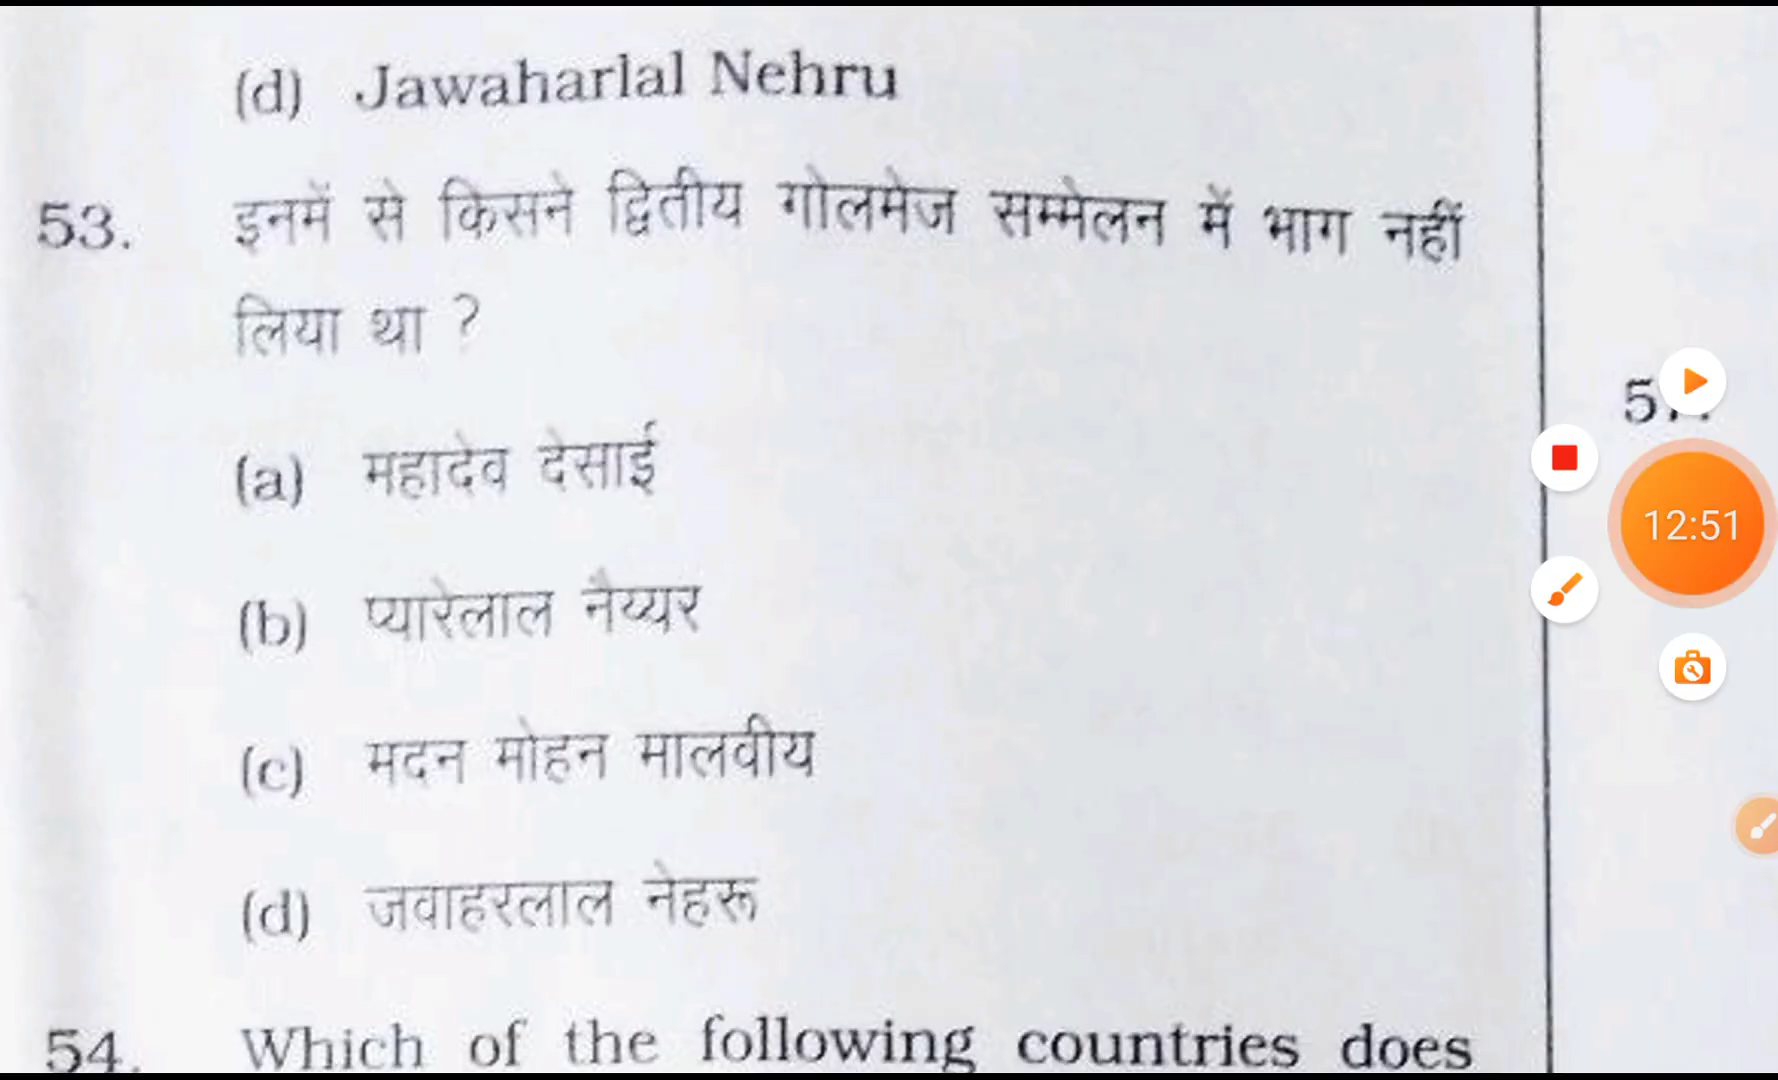 (d) Jawaharlal Nehru
53. इनमें से किसने द्वितीय गोलमेज सम्मेलन में भाग नहीं
लिया था ?
(a) महादेव देसाई
(b) प्यारेलाल नैय्यर
(c) मदन मोहन मालवीय
(d) जवाहरलाल नेहरू
54. Which of the following countries does
12:51